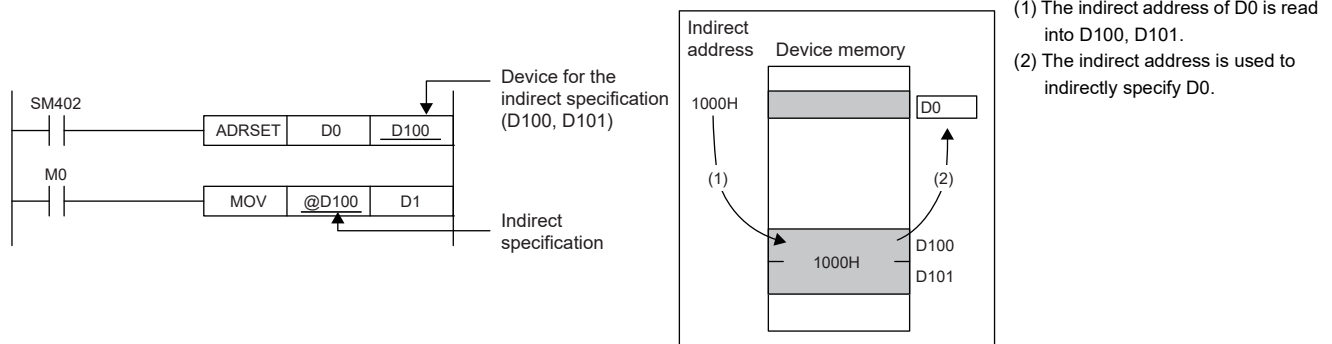 SM402
ADRSET D0 D100
M0
MOV @D100 D1
Device for the
indirect specification
(D100, D101)
Indirect
specification
Indirect
address
Device memory
1000H
D0
(1)
(2)
1000H
D100
D101
(1) The indirect address of D0 is read
into D100, D101.
(2) The indirect address is used to
indirectly specify D0.